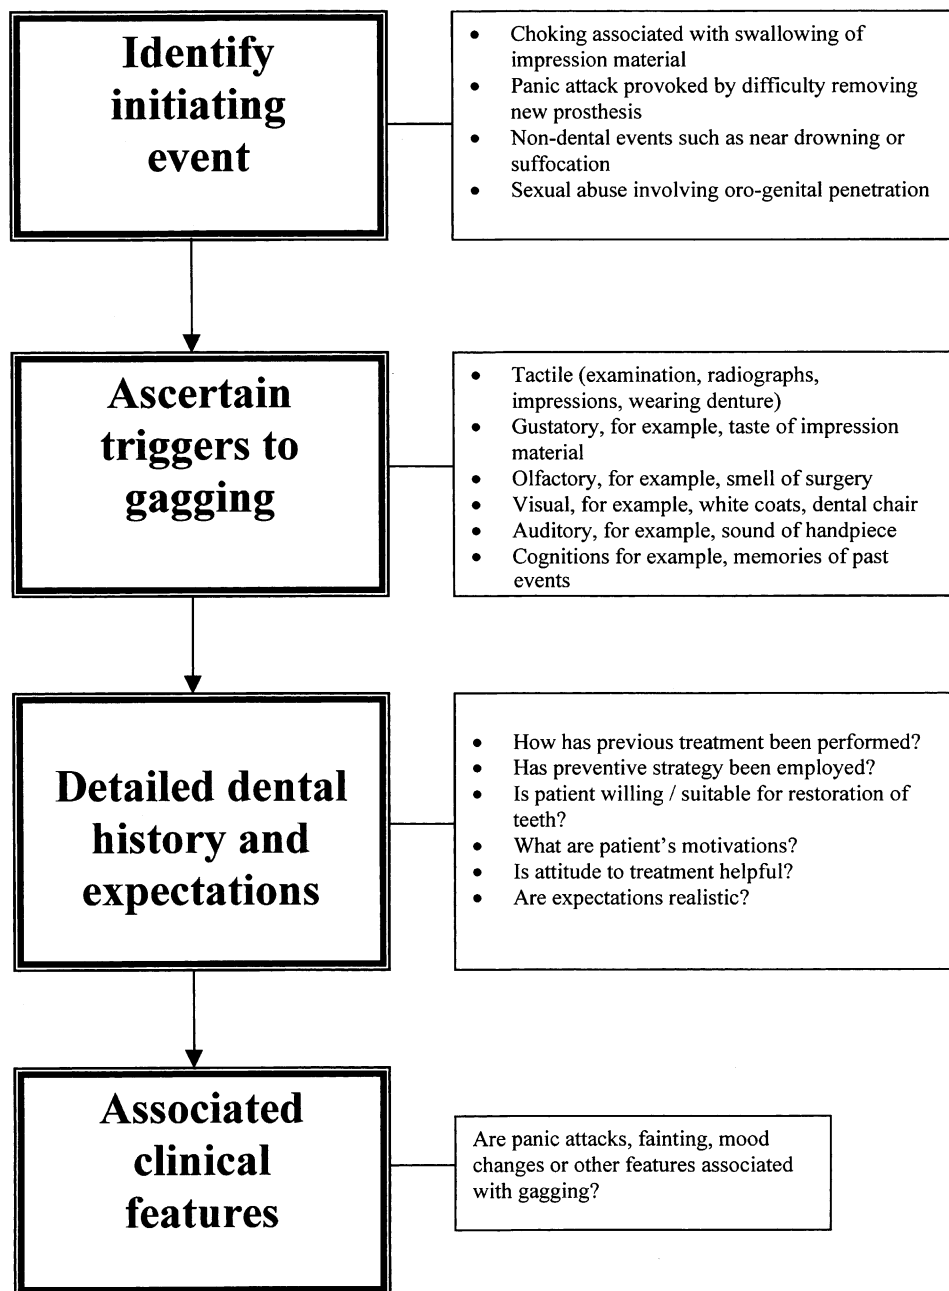 Identify
initiating
event
• Choking associated with swallowing of
impression material
• Panic attack provoked by difficulty removing
new prosthesis
• Non-dental events such as near drowning or
suffocation
• Sexual abuse involving oro-genital penetration
Ascertain
triggers to
gagging
• Tactile (examination, radiographs,
impressions, wearing denture)
• Gustatory, for example, taste of impression
material
• Olfactory, for example, smell of surgery
• Visual, for example, white coats, dental chair
• Auditory, for example, sound of handpiece
• Cognitions for example, memories of past
events
Detailed dental
history and
expectations
• How has previous treatment been performed?
• Has preventive strategy been employed?
• Is patient willing / suitable for restoration of
teeth?
• What are patient's motivations?
• Is attitude to treatment helpful?
• Are expectations realistic?
Associated
clinical
features
Are panic attacks, fainting, mood
changes or other features associated
with gagging?